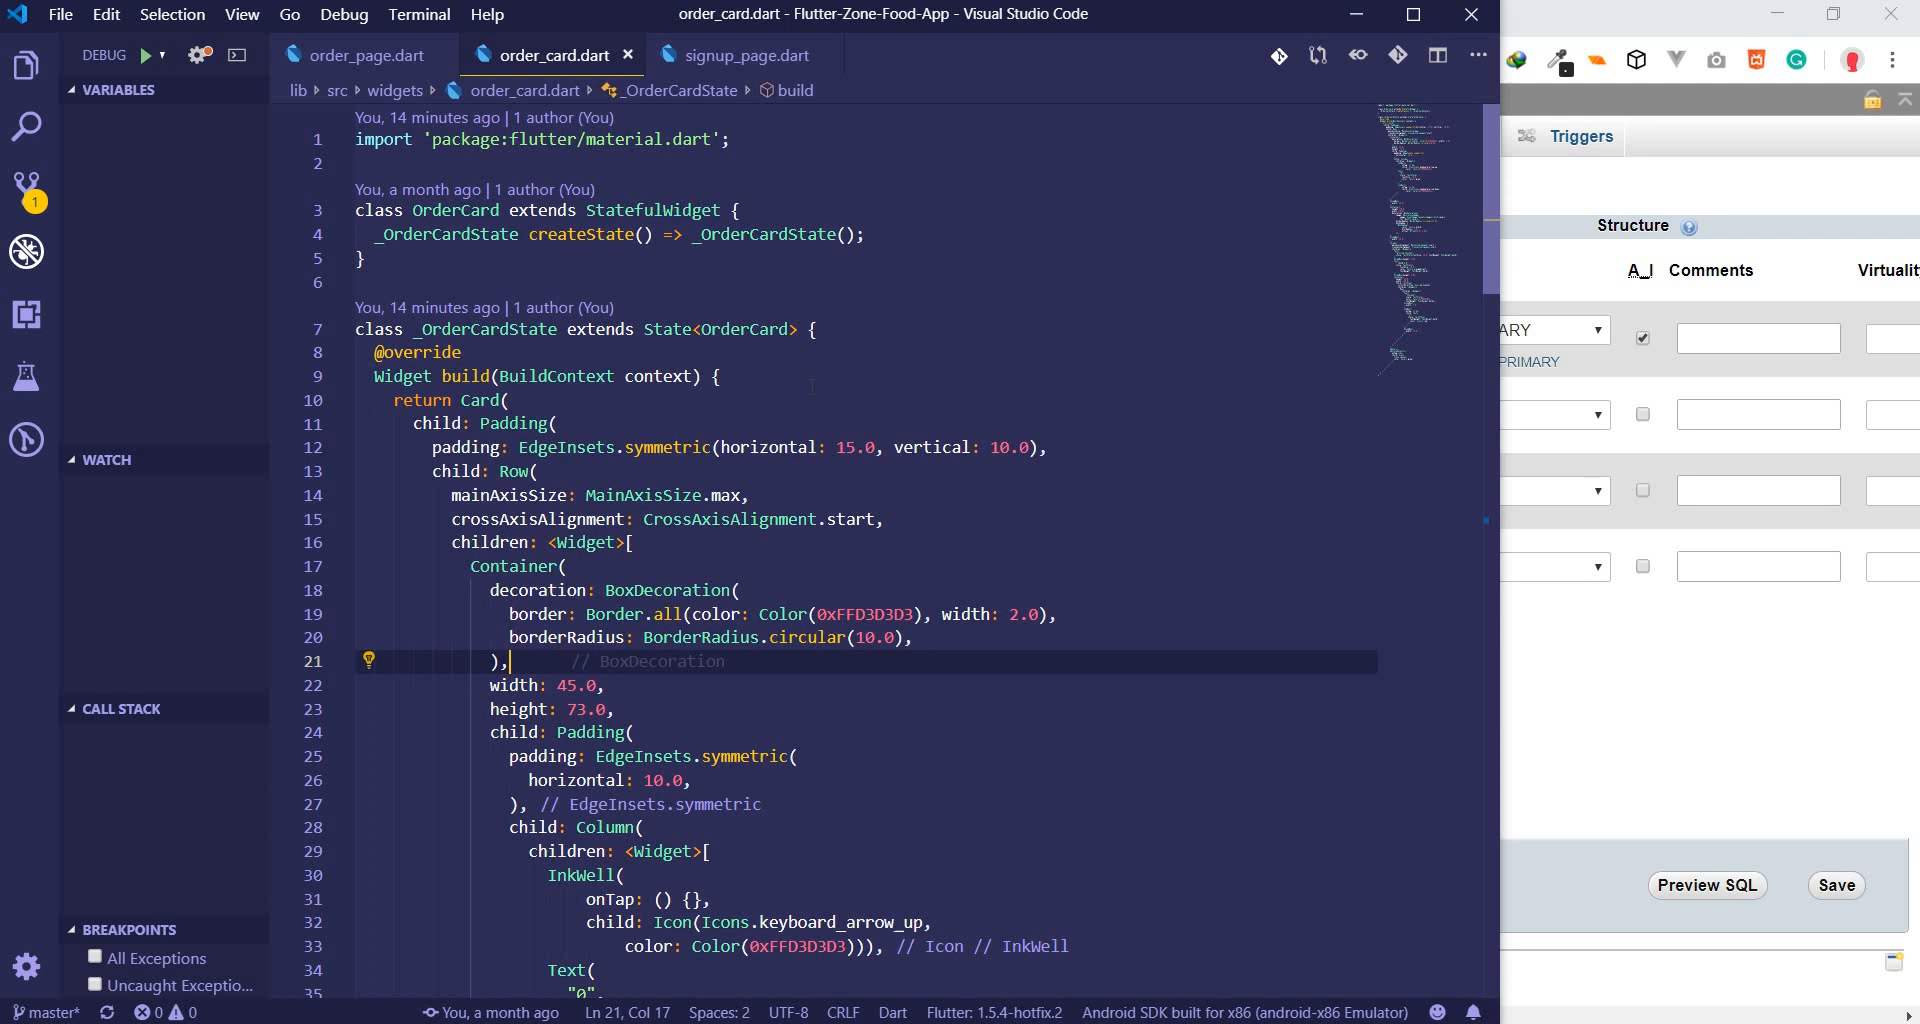 File Edit Selection View Go Debug Terminal Help
order_card.dart - Flutter-Zone-Food-App - Visual Studio Code
DEBUG
order_page.dart
order_card.dart
signup_page.dart
lib src widgets order_card.dart _OrderCardState build
VARIABLES
WATCH
CALL STACK
BREAKPOINTS
All Exceptions
Uncaught Exceptio...
1
You, 14 minutes ago | 1 author (You)
1 import 'package:flutter/material.dart';
2
You, a month ago | 1 author (You)
3 class OrderCard extends StatefulWidget {
4 _OrderCardState createState() => _OrderCardState();
5 }
6
You, 14 minutes ago | 1 author (You)
7 class _OrderCardState extends State<OrderCard> {
8 @override
9 Widget build(BuildContext context) {
10 return Card(
11 child: Padding(
12 padding: EdgeInsets.symmetric(horizontal: 15.0, vertical: 10.0),
13 child: Row(
14 mainAxisSize: MainAxisSize.max,
15 crossAxisAlignment: CrossAxisAlignment.start,
16 children: <Widget>[
17 Container(
18 decoration: BoxDecoration(
19 border: Border.all(color: Color(0xFFD3D3D3), width: 2.0),
20 borderRadius: BorderRadius.circular(10.0),
21 ), // BoxDecoration
22 width: 45.0,
23 height: 73.0,
24 child: Padding(
25 padding: EdgeInsets.symmetric(
26 horizontal: 10.0,
27 ), // EdgeInsets.symmetric
28 child: Column(
29 children: <Widget>[
30 InkWell(
31 onTap: () {},
32 child: Icon(Icons.keyboard_arrow_up,
33 color: Color(0xFFD3D3D3))), // Icon // InkWell
34 Text(
35 "0",
master* 0 0
You, a month ago Ln 21, Col 17 Spaces: 2 UTF-8 CRLF Dart Flutter: 1.5.4-hotfix.2 Android SDK built for x86 (android-x86 Emulator)
Triggers
Structure
A_I Comments Virtualit
ARY
PRIMARY
Preview SQL Save